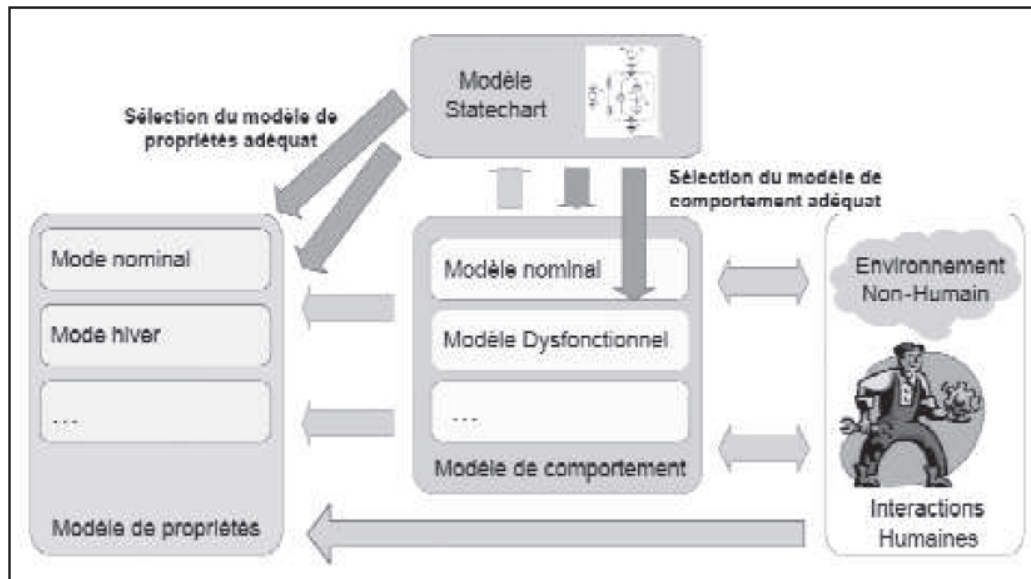 Modèle
Statechart
Sélection du modèle de
propriétés adéquat
Sélection du modèle de
comportement adéquat
Mode nominal
Mode hiver
...
Modèle de propriétés
Modèle nominal
Modèle Dysfonctionnel
...
Modèle de comportement
Environnement
Non-Humain
Interactions
Humaines